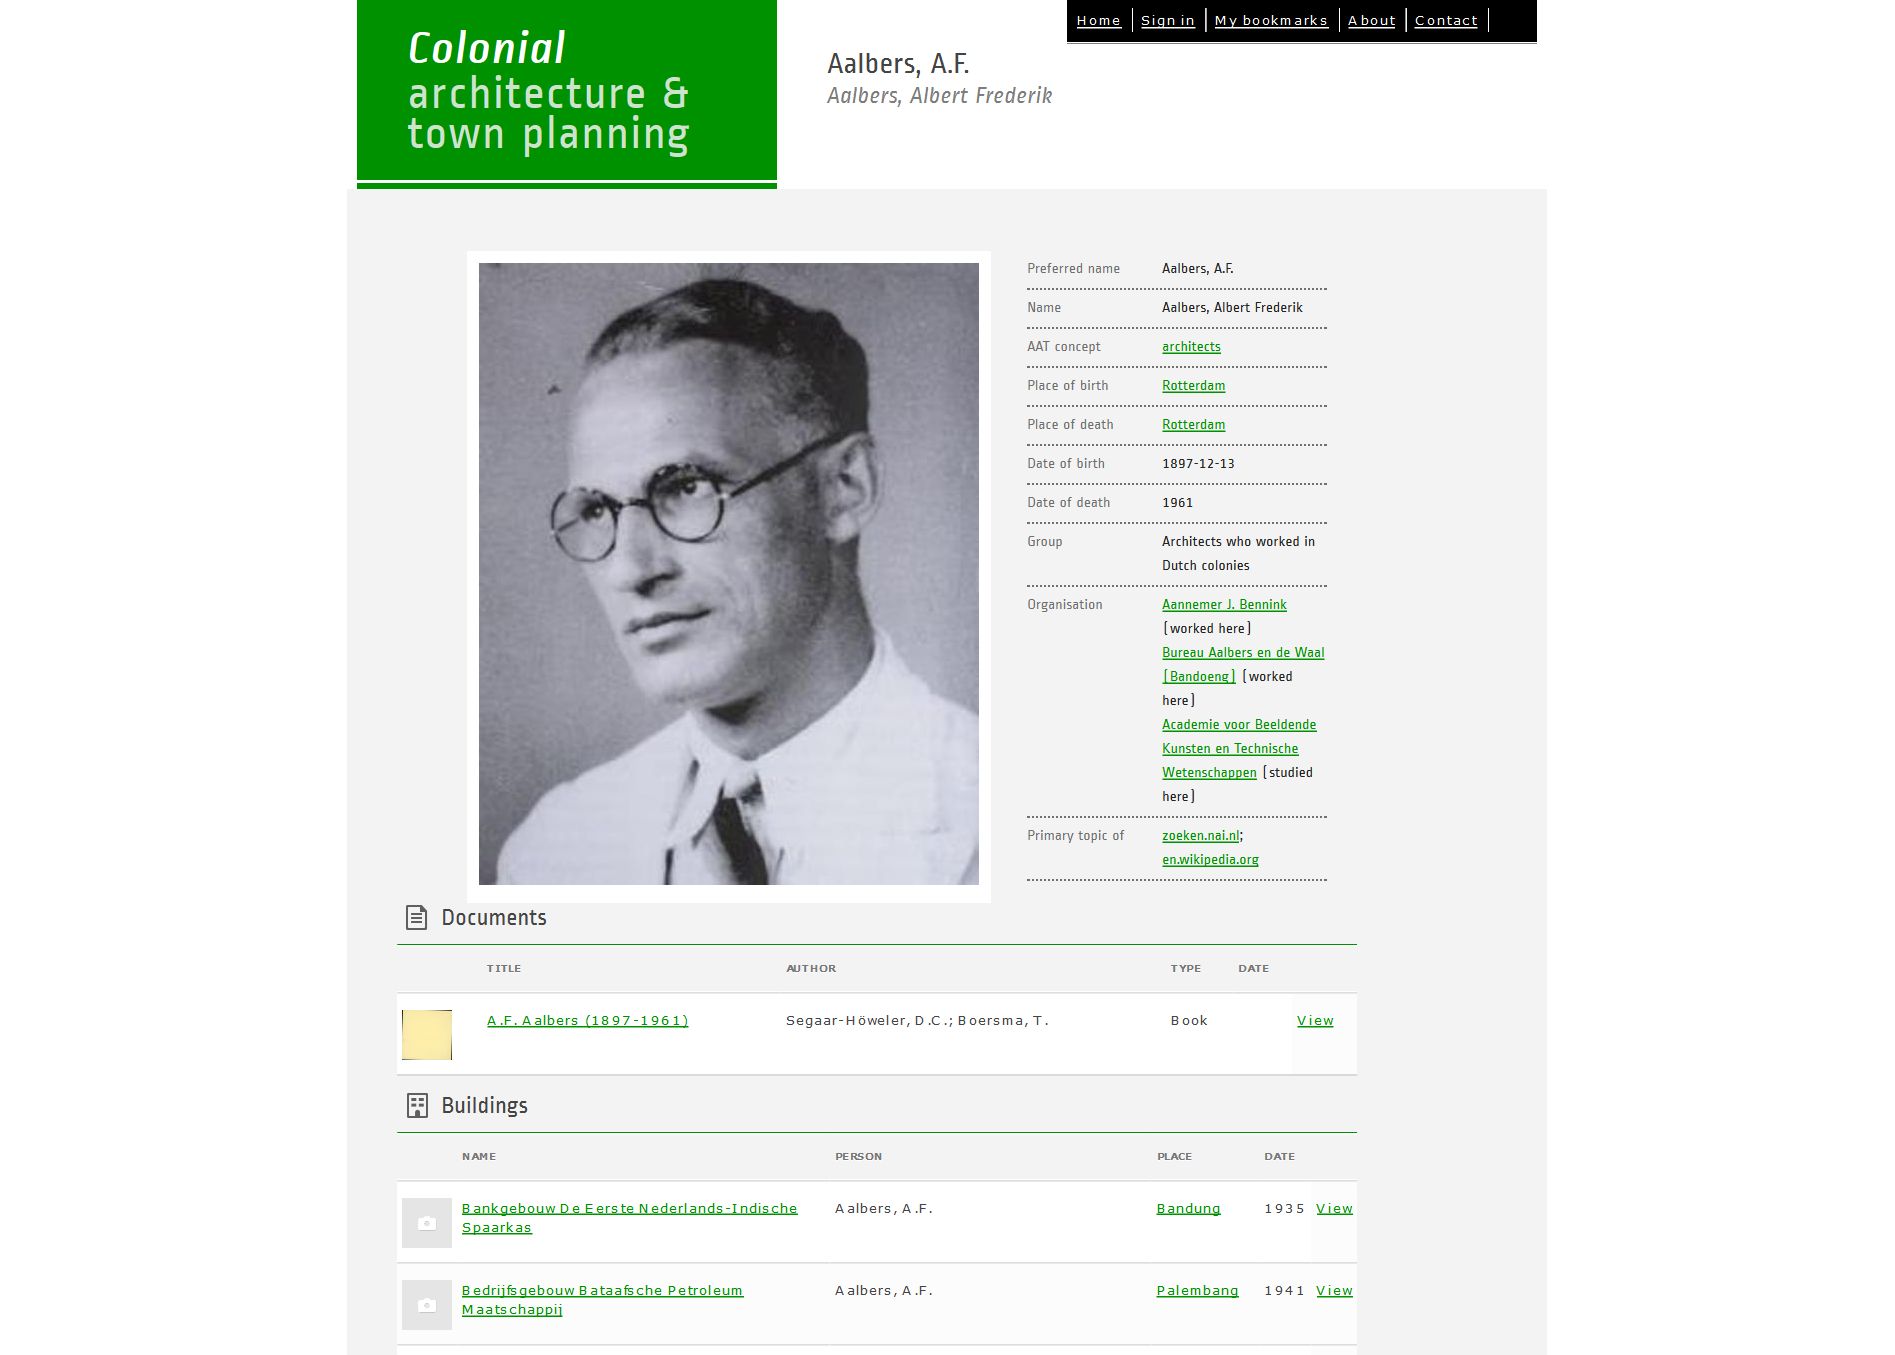 Colonial
architecture &
town planning
Home Sign in My bookmarks About Contact
Aalbers, A.F.
Aalbers, Albert Frederik
Preferred name Aalbers, A.F.
Name Aalbers, Albert Frederik
AAT concept architects
Place of birth Rotterdam
Place of death Rotterdam
Date of birth 1897-12-13
Date of death 1961
Group Architects who worked in
Dutch colonies
Organisation Aannemer J. Bennink
(worked here)
Bureau Aalbers en de Waal
(Bandoeng) (worked
here)
Academie voor Beeldende
Kunsten en Technische
Wetenschappen (studied
here)
Primary topic of zoeken.nai.nl;
en.wikipedia.org
Documents
TITLE AUTHOR TYPE DATE
A.F. Aalbers (1897-1961) Segaar-Höweler, D.C.; Boersma, T. Book View
Buildings
NAME PERSON PLACE DATE
Bankgebouw De Eerste Nederlands-Indische Aalbers, A.F. Bandung 1935 View
Spaarkas
Bedrijfsgebouw Bataafsche Petroleum Aalbers, A.F. Palembang 1941 View
Maatschappij